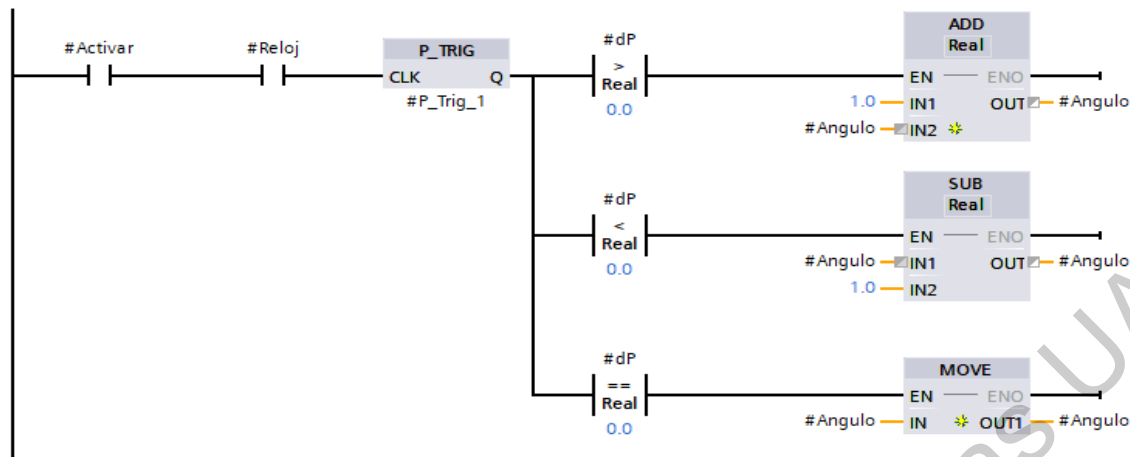 #Activar
#Reloj
P_TRIG
CLK Q
#P_Trig_1
#dP
>
Real
0.0
ADD
Real
EN ENO
1.0 IN1 OUT #Angulo
#Angulo IN2
#dP
<
Real
0.0
SUB
Real
EN ENO
#Angulo IN1 OUT #Angulo
1.0 IN2
#dP
==
Real
0.0
MOVE
EN ENO
#Angulo IN OUT1 #Angulo